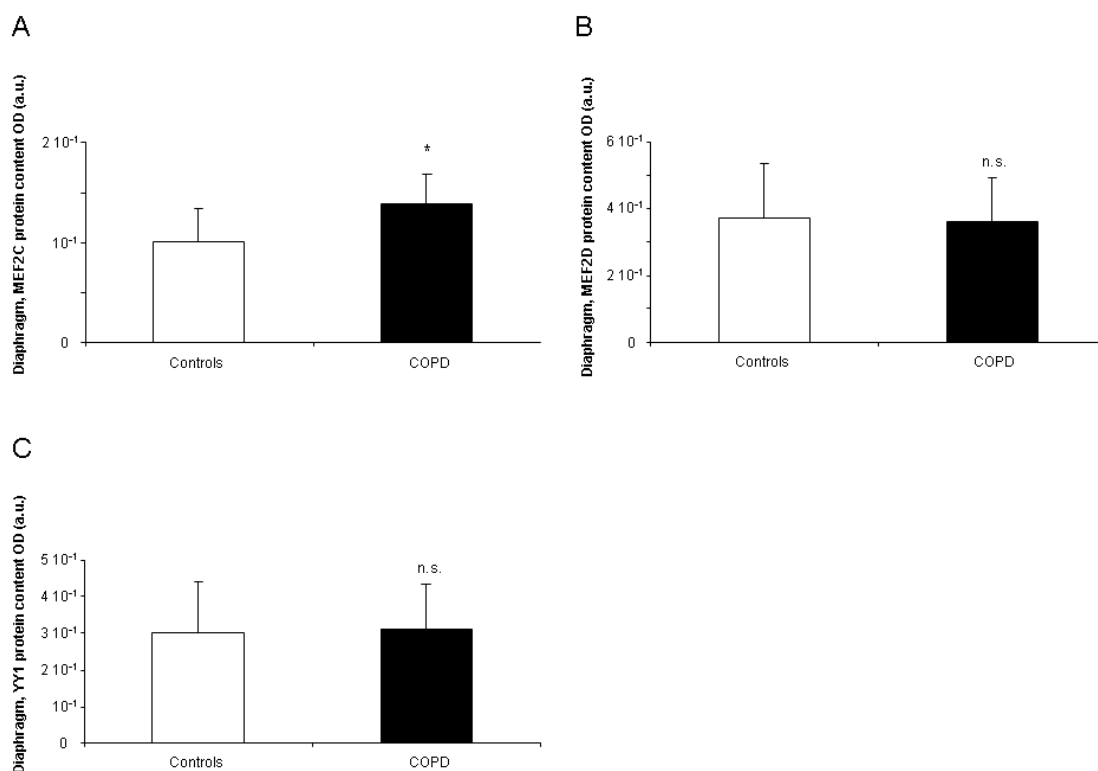 A
Diaphragm, MEF2C protein content OD (a.u.)
2 10⁻¹
10⁻¹
0
*
Controls
COPD
B
Diaphragm, MEF2D protein content OD (a.u.)
6 10⁻¹
4 10⁻¹
2 10⁻¹
0
n.s.
Controls
COPD
C
Diaphragm, YY1 protein content OD (a.u.)
5 10⁻¹
4 10⁻¹
3 10⁻¹
2 10⁻¹
10⁻¹
0
n.s.
Controls
COPD